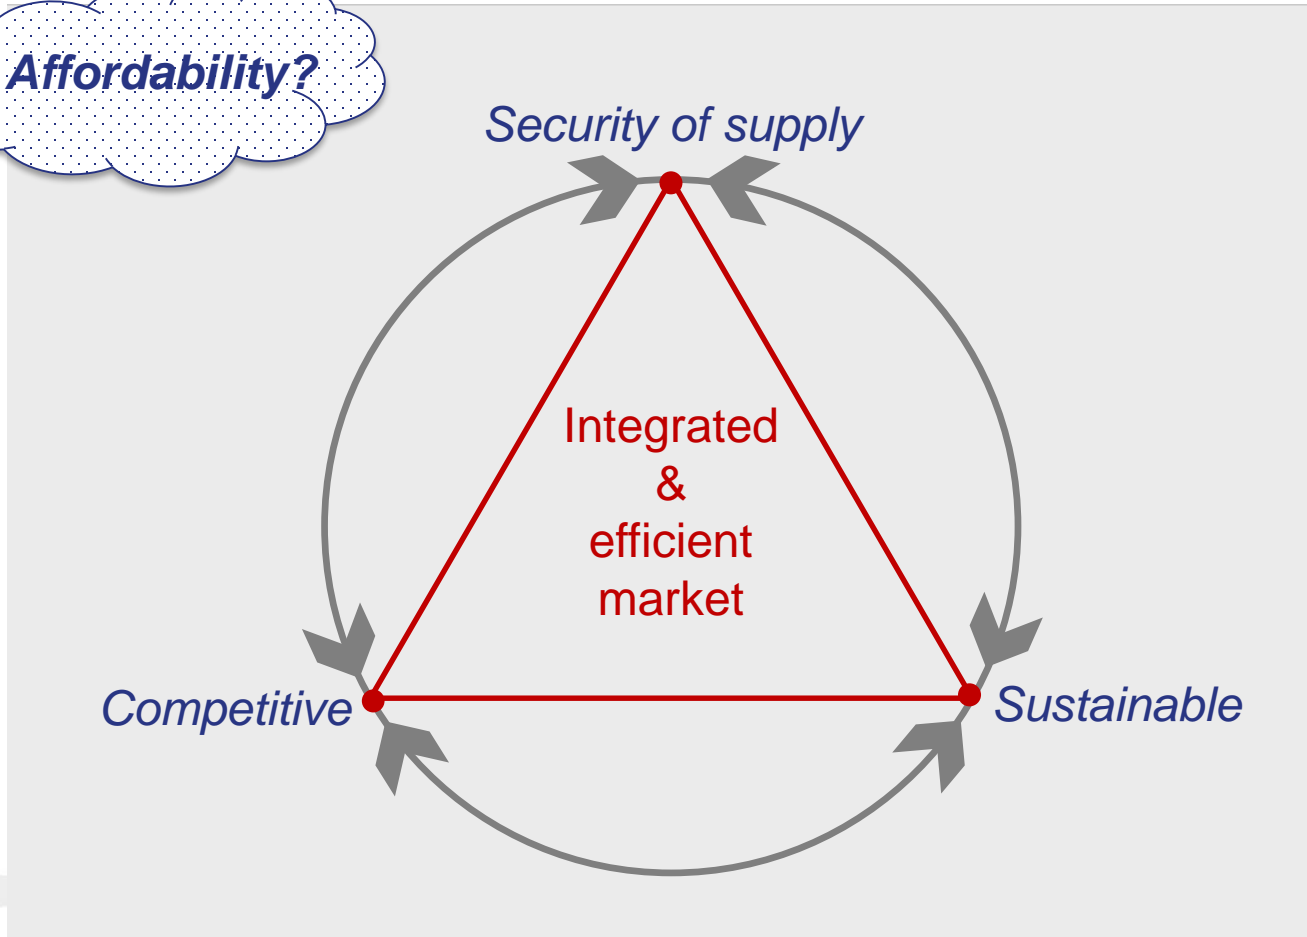 Affordability?
Security of supply
Integrated
&
efficient
market
Competitive
Sustainable